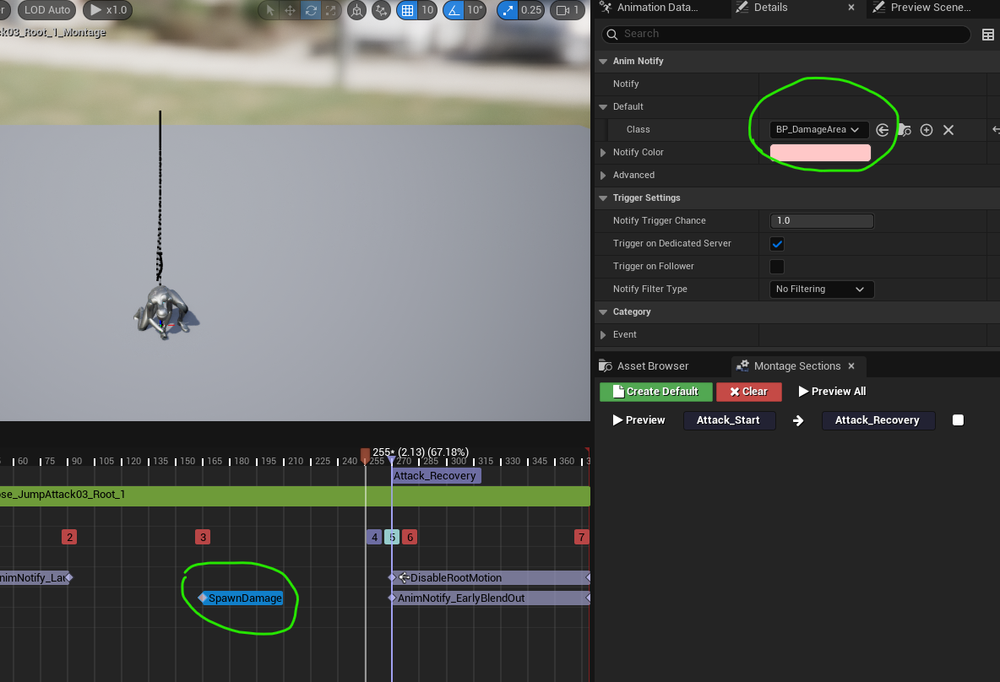 LOD Auto
x1.0
10
10°
0.25
1
k03_Root_1_Montage
Animation Data...
Details
Preview Scene...
Search
Anim Notify
Notify
Default
Class
BP_DamageArea
Notify Color
Advanced
Trigger Settings
Notify Trigger Chance
1.0
Trigger on Dedicated Server
Trigger on Follower
Notify Filter Type
No Filtering
Category
Event
Asset Browser
Montage Sections
Create Default
Clear
Preview All
Preview
Attack_Start
Attack_Recovery
255* (2.13) (67.18%)
60 75 90 105 120 135 150 165 180 195 210 225 240 255 270 285 300 315 330 345 360 3
Attack_Recovery
se_JumpAttack03_Root_1
2 3 4 5 6 7
DisableRootMotion
SpawnDamage
AnimNotify_EarlyBlendOut